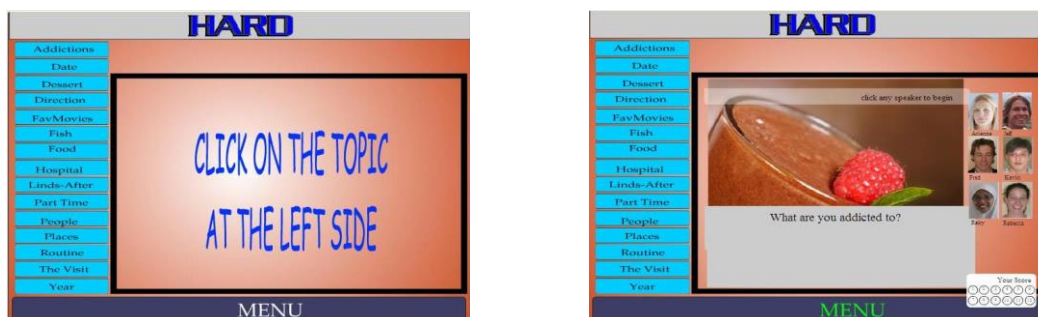 HARD
Addictions
Date
Dessert
Direction
FavMovies
Fish
Food
Hospital
Linds-After
Part Time
People
Places
Routine
The Visit
Year
CLICK ON THE TOPIC
AT THE LEFT SIDE
MENU
HARD
Addictions
Date
Dessert
Direction
FavMovies
Fish
Food
Hospital
Linds-After
Part Time
People
Places
Routine
The Visit
Year
click any speaker to begin
What are you addicted to?
Fred
Kevin
Rebecca
Your Score
MENU